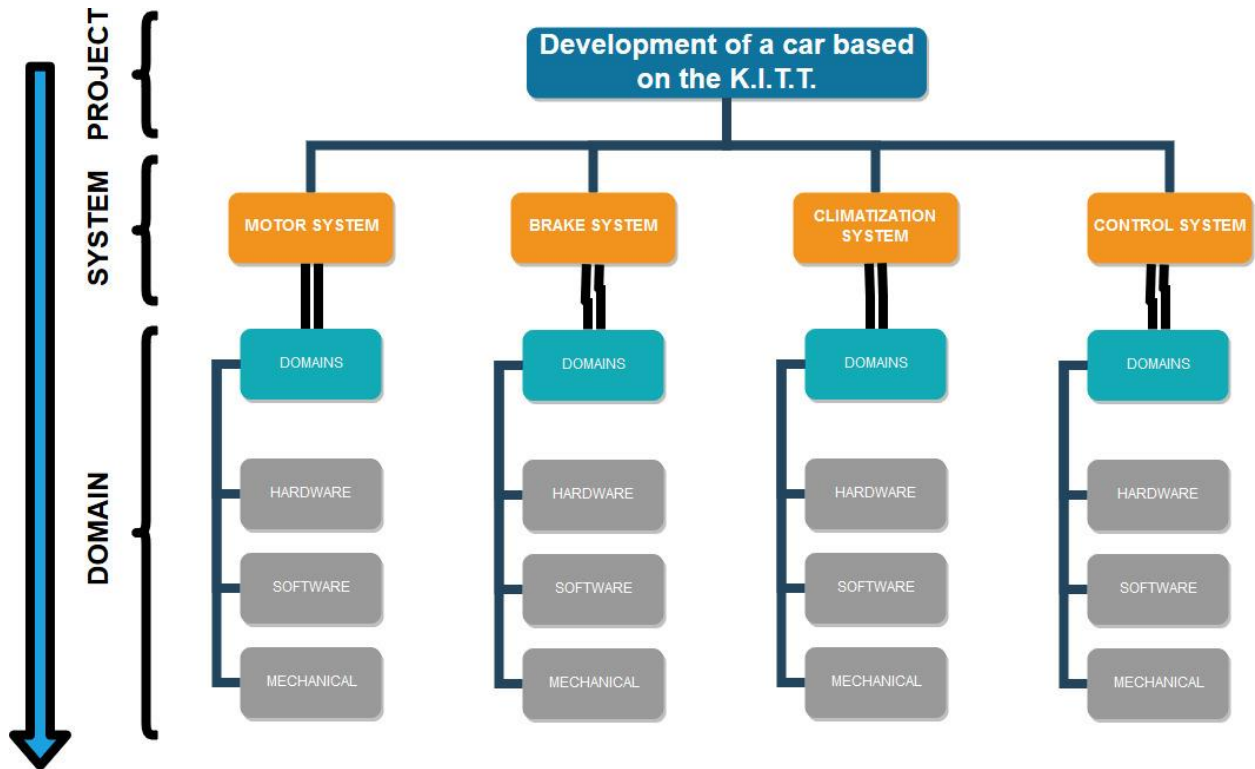 PROJECT
Development of a car based
on the K.I.T.T.
SYSTEM
MOTOR SYSTEM
BRAKE SYSTEM
CLIMATIZATION
SYSTEM
CONTROL SYSTEM
DOMAIN
DOMAINS
DOMAINS
DOMAINS
DOMAINS
HARDWARE
HARDWARE
HARDWARE
HARDWARE
SOFTWARE
SOFTWARE
SOFTWARE
SOFTWARE
MECHANICAL
MECHANICAL
MECHANICAL
MECHANICAL